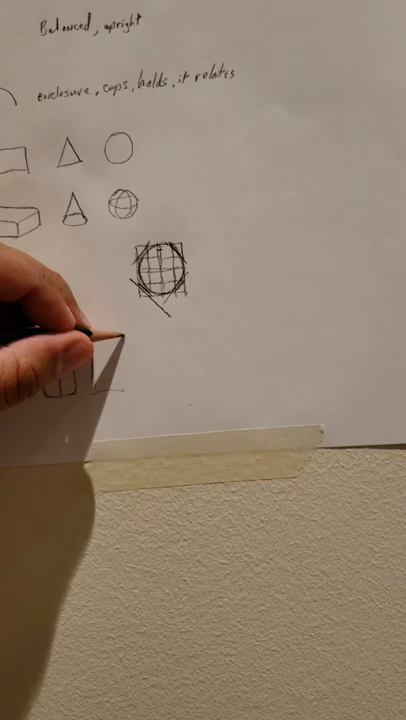 Balanced, upright
enclosure, cups, holds, it relates